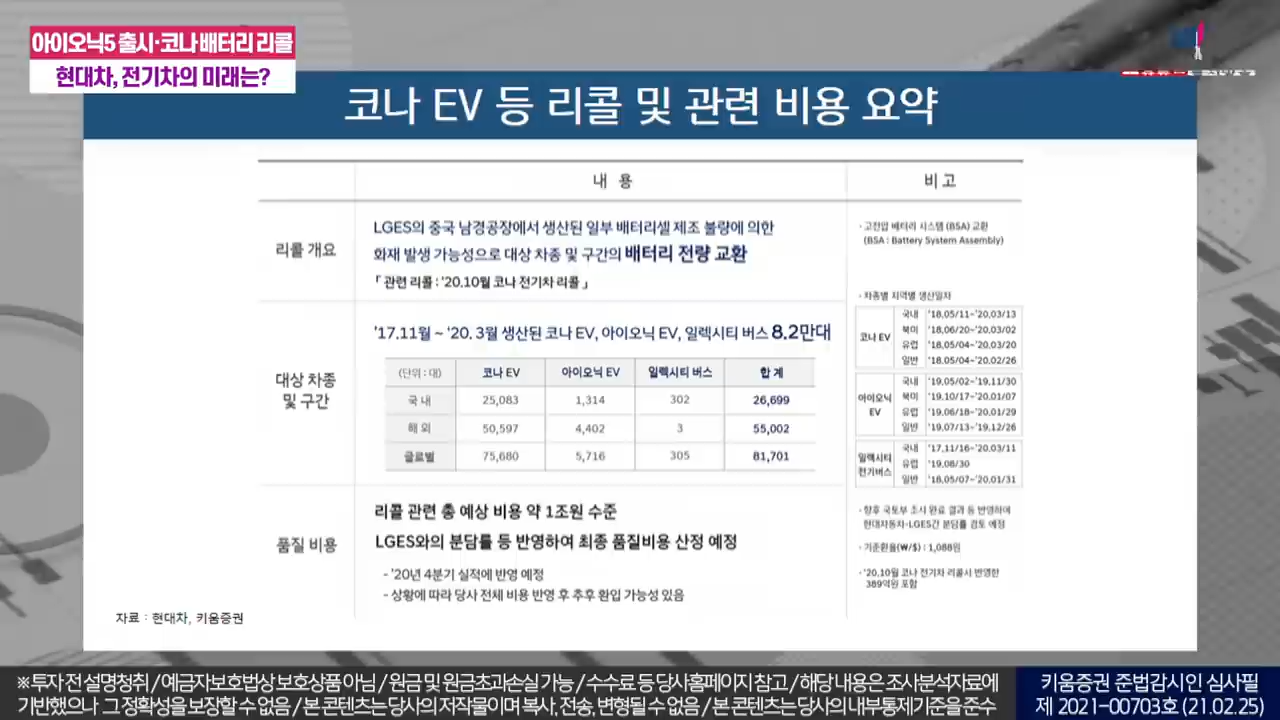 아이오닉5 출시·코나 배터리 리콜
현대차, 전기차의 미래는?
코나 EV 등 리콜 및 관련 비용 요약
내 용
비 고
리콜 개요
LGES의 중국 남경공장에서 생산된 일부 배터리셀 제조 불량에 의한
화재 발생 가능성으로 대상 차종 및 구간의 배터리 전량 교환
「 관련 리콜 : '20.10월 코나 전기차 리콜 」
· 고전압 배터리 시스템 (BSA) 교환
(BSA : Battery System Assembly)
대상 차종
및 구간
'17.11월 ~ '20. 3월 생산된 코나 EV, 아이오닉 EV, 일렉시티 버스 8.2만대
(단위 : 대) 코나 EV 아이오닉 EV 일렉시티 버스 합 계
국 내 25,083 1,314 302 26,699
해 외 50,597 4,402 3 55,002
글로벌 75,680 5,716 305 81,701
· 차종별 지역별 생산일자
코나 EV
국내 '18.05/11~'20.03/13
북미 '18.06/20~'20.03/02
유럽 '18.05/04~'20.03/20
일반 '18.05/04~'20.02/26
아이오닉
EV
국내 '19.05/02~'19.11/30
북미 '19.10/17~'20.01/07
유럽 '19.06/18~'20.01/29
일반 '19.07/13~'19.12/26
일렉시티
전기버스
국내 '17.11/16~'20.03/11
유럽 '19.08/30
일반 '18.05/07~'20.01/31
품질 비용
리콜 관련 총 예상 비용 약 1조원 수준
LGES와의 분담률 등 반영하여 최종 품질비용 산정 예정
- '20년 4분기 실적에 반영 예정
- 상황에 따라 당사 전체 비용 반영 후 추후 환입 가능성 있음
· 향후 국토부 조사 완료 결과 등 반영하여
현대자동차-LGES간 분담률 검토 예정
· 기준환율(₩/$) : 1,088원
· '20.10월 코나 전기차 리콜시 반영한
389억원 포함
자료 : 현대차, 키움증권
※ 투자 전 설명청취 / 예금자보호법상 보호상품 아님 / 원금 및 원금초과손실 가능 / 수수료 등 당사홈페이지 참고 / 해당 내용은 조사분석자료에
기반했으나 그 정확성을 보장할 수 없음 / 본 콘텐츠는 당사의 저작물이며 복사, 전송, 변형될 수 없음 / 본 콘텐츠는 당사의 내부통제기준을 준수
키움증권 준법감시인 심사필
제 2021-00703호 (21.02.25)